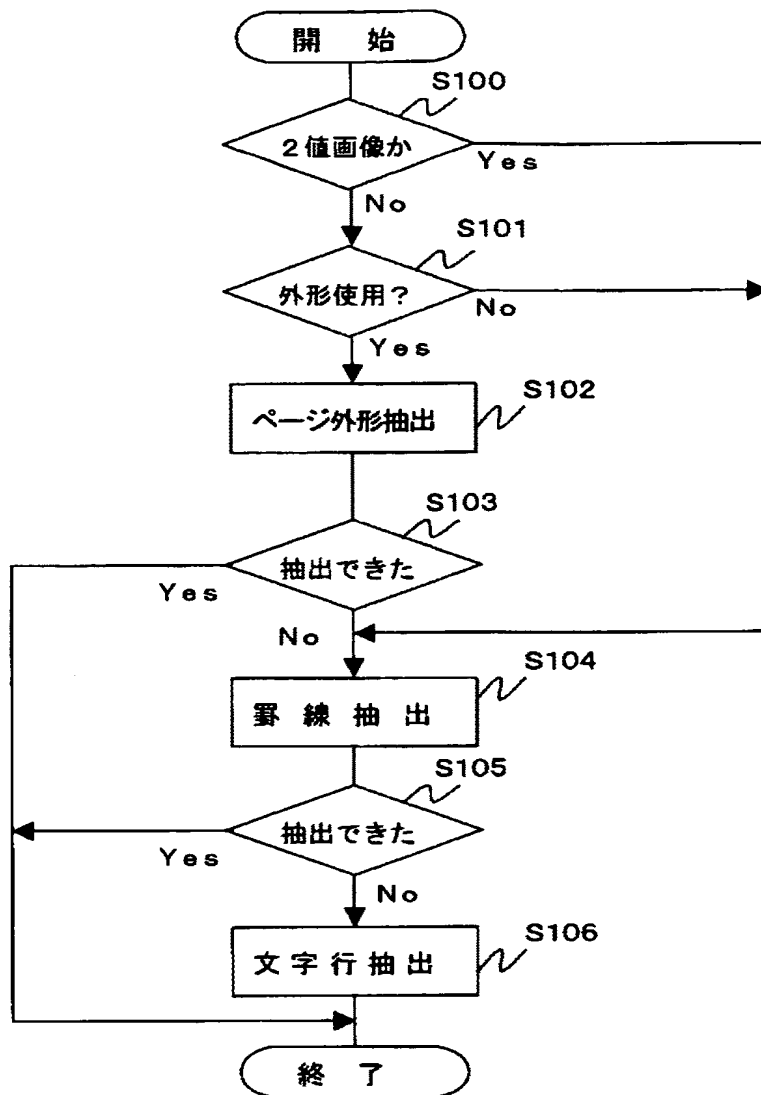 開始
S100
2値画像か
Yes
No
S101
外形使用?
No
Yes
S102
ページ外形抽出
S103
抽出できた
Yes
No
S104
罫線抽出
S105
抽出できた
Yes
No
S106
文字行抽出
終了